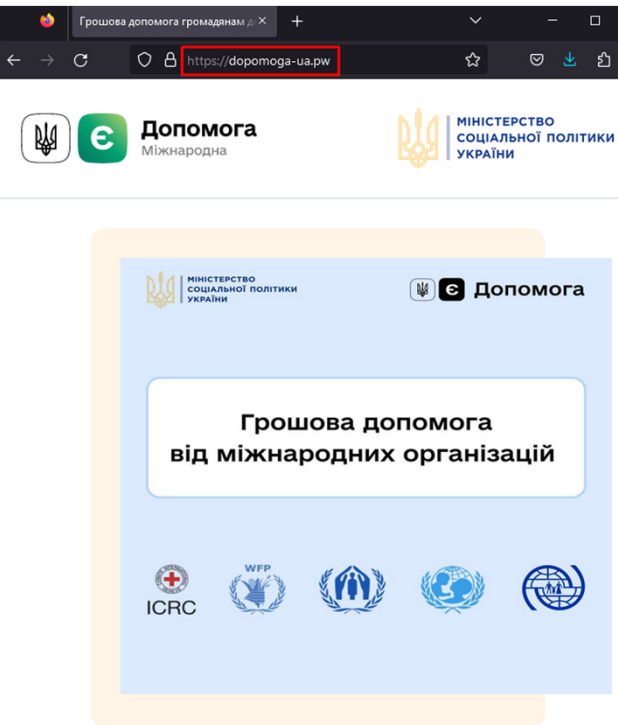 Грошова допомога громадянам д
https://dopomoga-ua.pw
є
Допомога
Міжнародна
МІНІСТЕРСТВО
СОЦІАЛЬНОЇ ПОЛІТИКИ
УКРАЇНИ
МІНІСТЕРСТВО
СОЦІАЛЬНОЇ ПОЛІТИКИ
УКРАЇНИ
є Допомога
Грошова допомога
від міжнародних організацій
ICRC
WFP